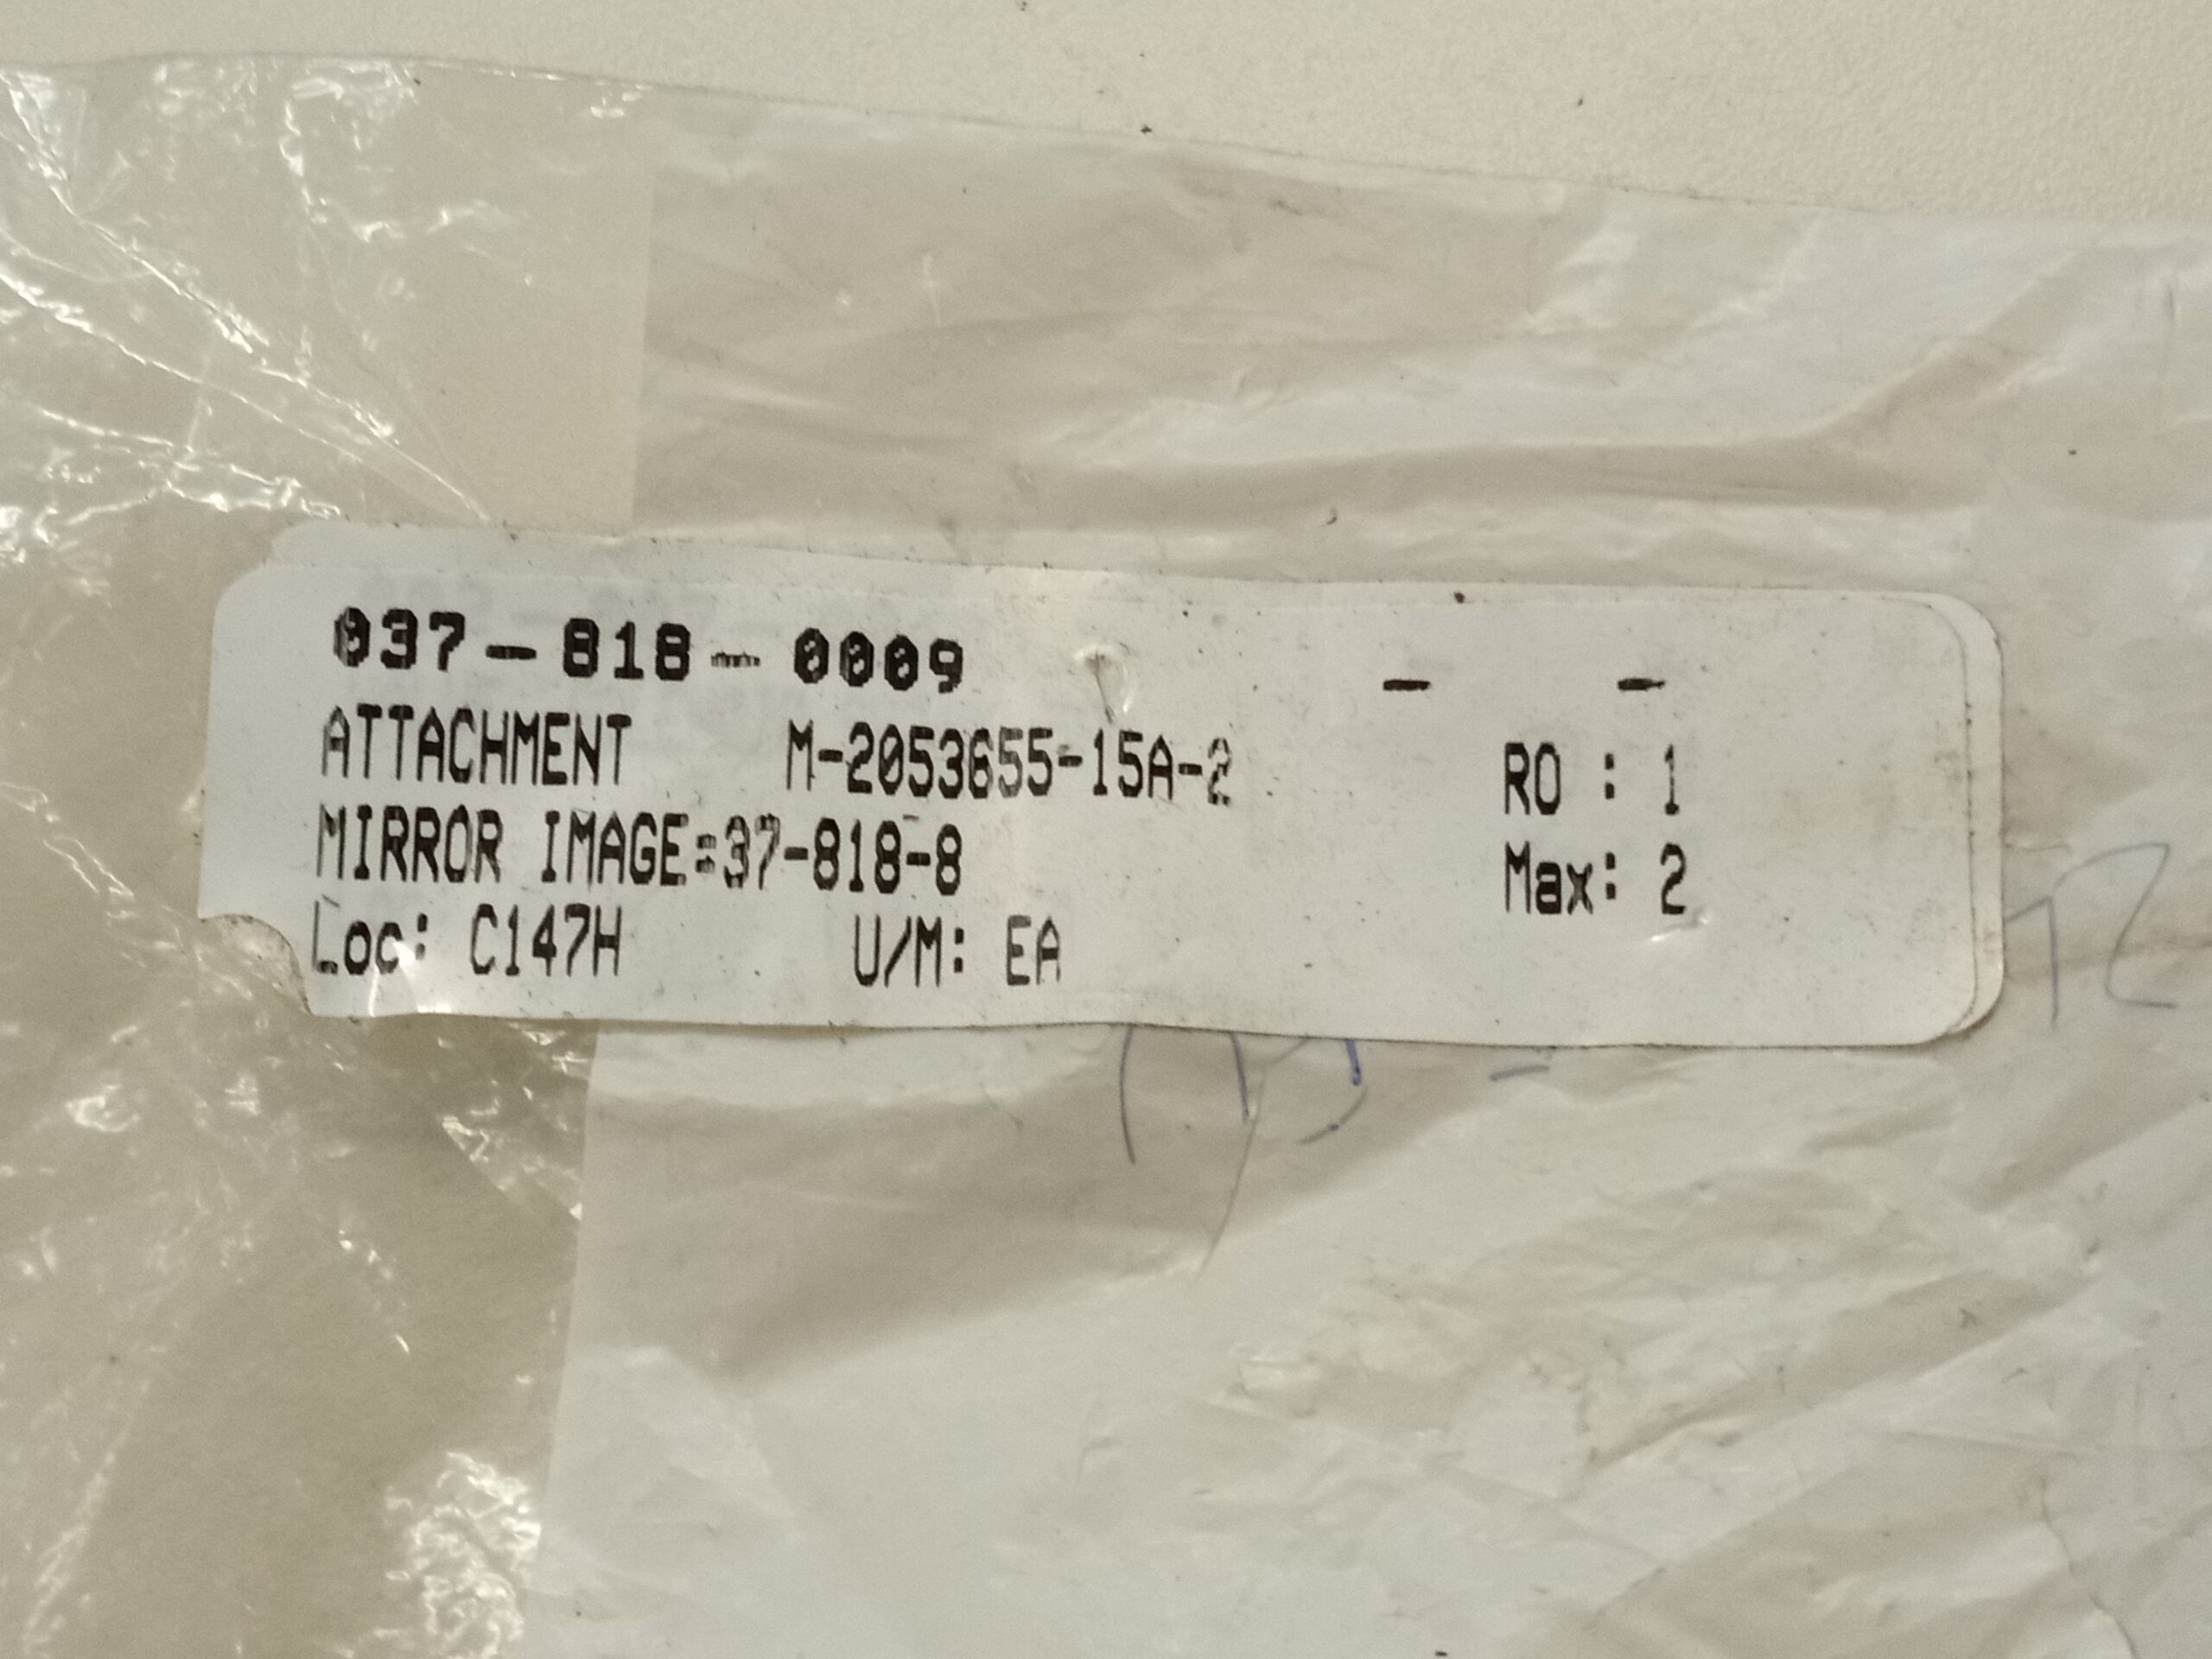 037-818-0009 - -
ATTACHMENT M-2053655-15A-2 RO : 1
MIRROR IMAGE:37-818-8 Max: 2
Loc: C147H U/M: EA